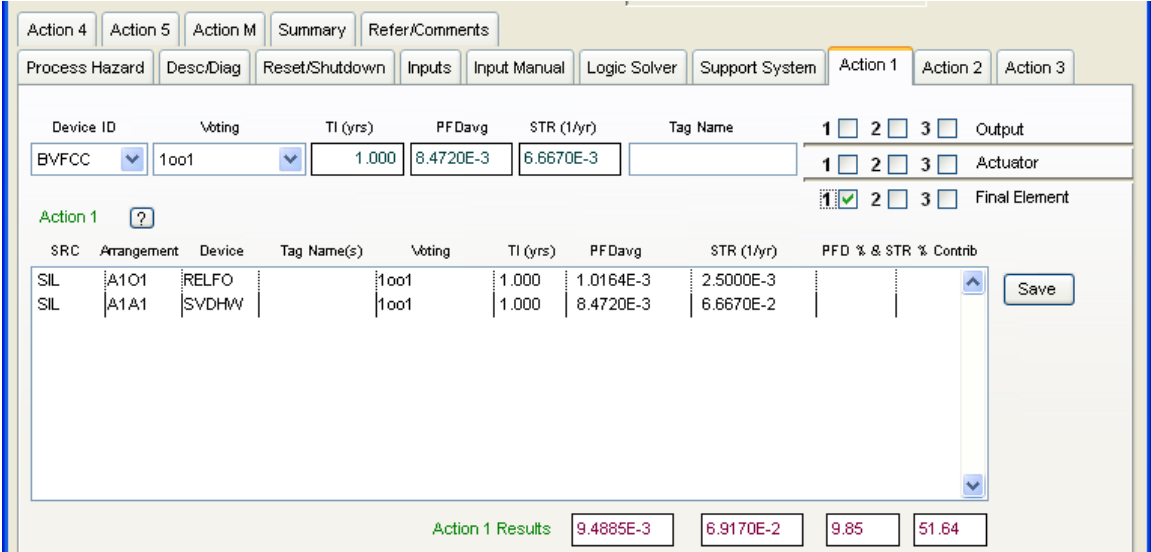 Action 4 Action 5 Action M Summary Refer/Comments
Process Hazard Desc/Diag Reset/Shutdown Inputs Input Manual Logic Solver Support System Action 1 Action 2 Action 3
Device ID Voting TI (yrs) PFDavg STR (1/yr) Tag Name 1 2 3 Output
BVFCC 1oo1 1.000 8.4720E-3 6.6670E-3 1 2 3 Actuator
1 2 3 Final Element
Action 1 ?
SRC Arrangement Device Tag Name(s) Voting TI (yrs) PFDavg STR (1/yr) PFD % & STR % Contrib
SIL A1O1 RELFO 1oo1 1.000 1.0164E-3 2.5000E-3
SIL A1A1 SVDHW 1oo1 1.000 8.4720E-3 6.6670E-2
Save
Action 1 Results 9.4885E-3 6.9170E-2 9.85 51.64